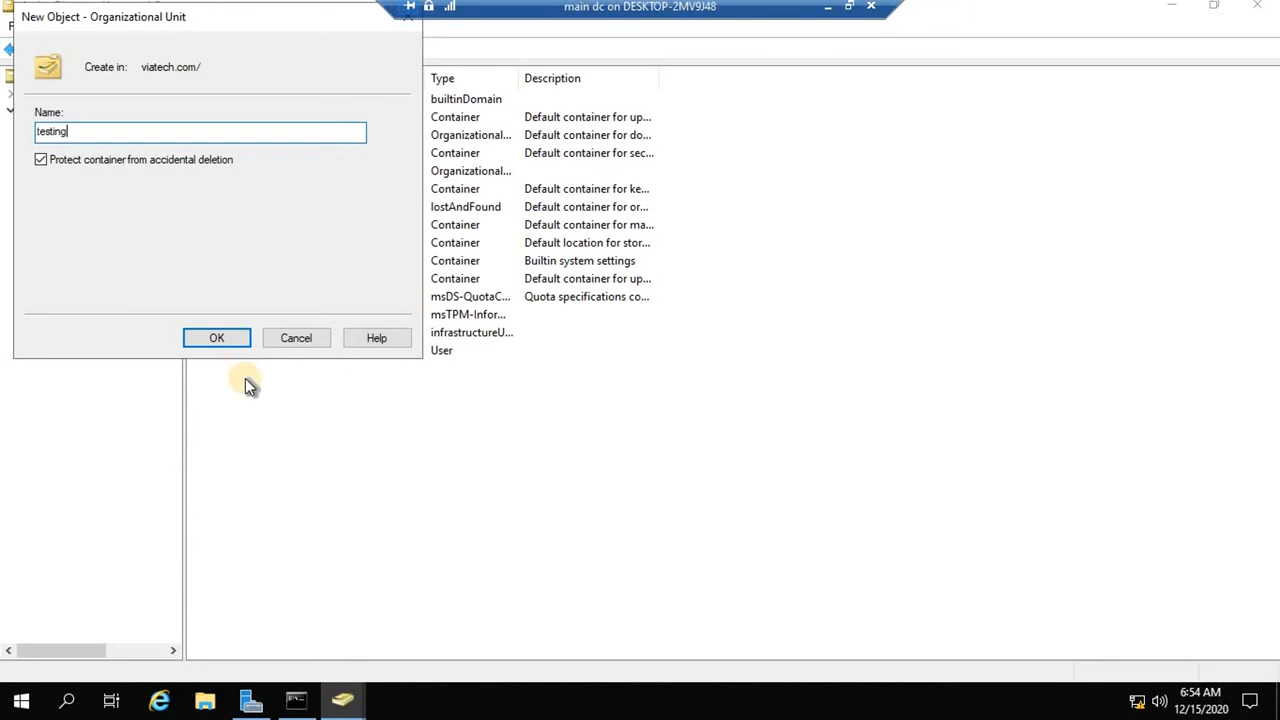 New Object - Organizational Unit
main dc on DESKTOP-2MV9J48
Create in: viatech.com/
Name:
testing
Protect container from accidental deletion
OK Cancel Help
Type Description
builtinDomain
Container Default container for up...
Organizational... Default container for do...
Container Default container for sec...
Organizational...
Container Default container for ke...
lostAndFound Default container for or...
Container Default container for ma...
Container Default location for stor...
Container Builtin system settings
Container Default container for up...
msDS-QuotaC... Quota specifications co...
msTPM-Infor...
infrastructureU...
User
6:54 AM
12/15/2020